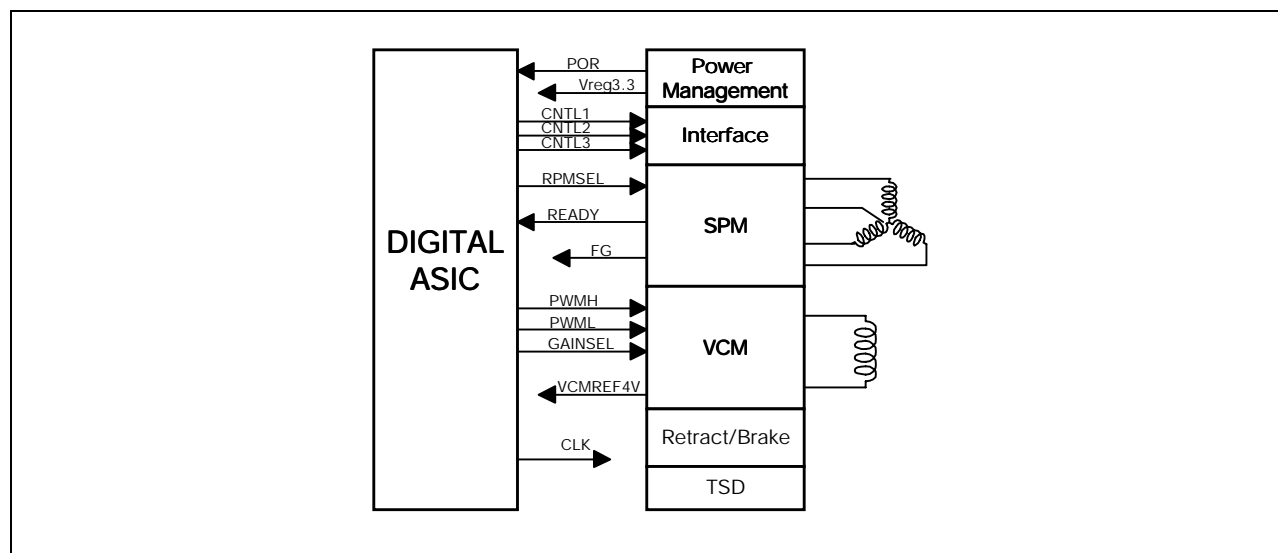 DIGITAL
ASIC
POR
Vreg3.3
CNTL1
CNTL2
CNTL3
RPMSEL
READY
FG
PWMH
PWML
GAINSEL
VCMREF4V
CLK
Power
Management
Interface
SPM
VCM
Retract/Brake
TSD